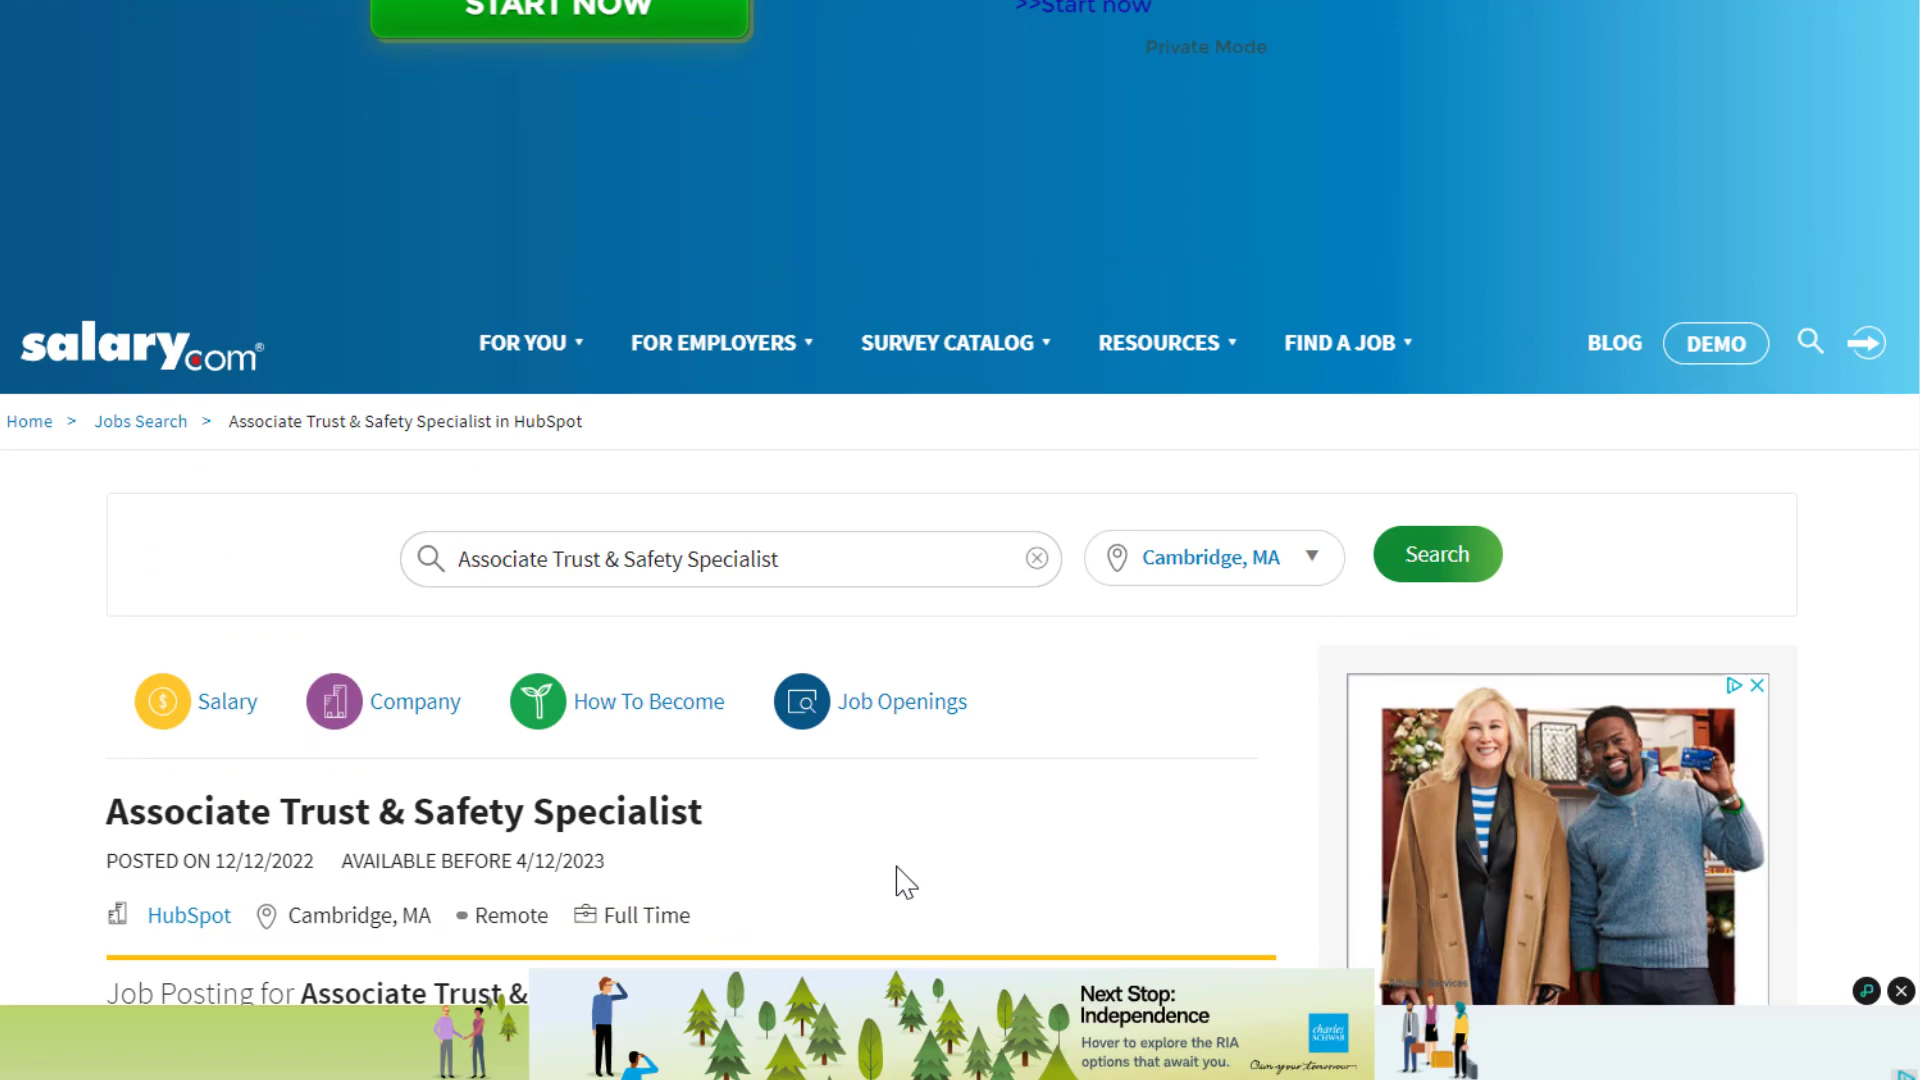 START NOW
>>Start now
Private Mode
salary.com®
FOR YOU
FOR EMPLOYERS
SURVEY CATALOG
RESOURCES
FIND A JOB
BLOG
DEMO
Home > Jobs Search > Associate Trust & Safety Specialist in HubSpot
Associate Trust & Safety Specialist
Cambridge, MA
Search
Salary
Company
How To Become
Job Openings
Associate Trust & Safety Specialist
POSTED ON 12/12/2022 AVAILABLE BEFORE 4/12/2023
HubSpot Cambridge, MA Remote Full Time
Job Posting for Associate Trust &
Next Stop:
Independence
Hover to explore the RIA
options that await you.
charles
SCHWAB
Own your tomorrow